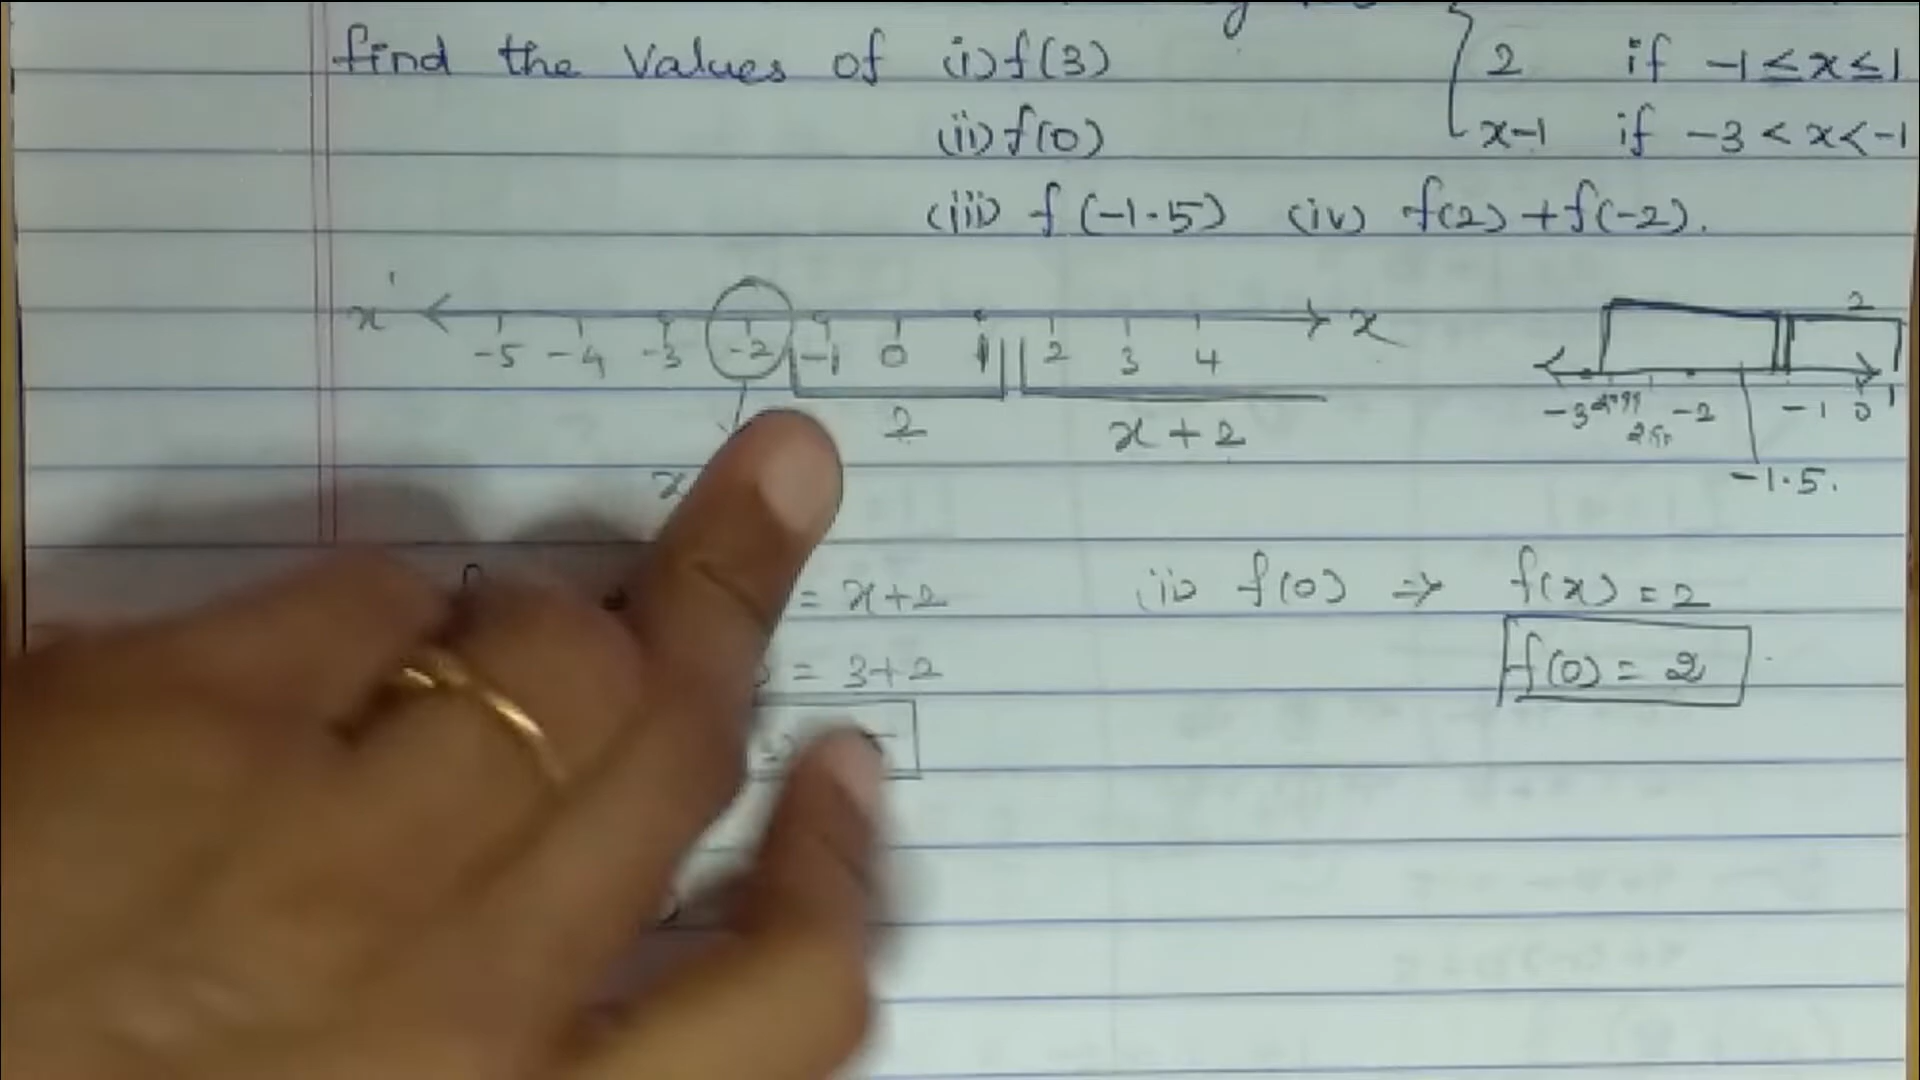 find the values of (i) f(3)
2 if -1≤x≤1
(ii) f(0)
x-1 if -3<x<-1
(iii) f(-1.5) (iv) f(2)+f(-2).
x' -5 -4 -3 -2 -1 0 1 2 3 4 x
2 x+2
x
2
-3 -2 -1 0 1
-1.5.
= x+2
= 3+2
(ii) f(0) ⇒ f(x) = 2
f(0) = 2